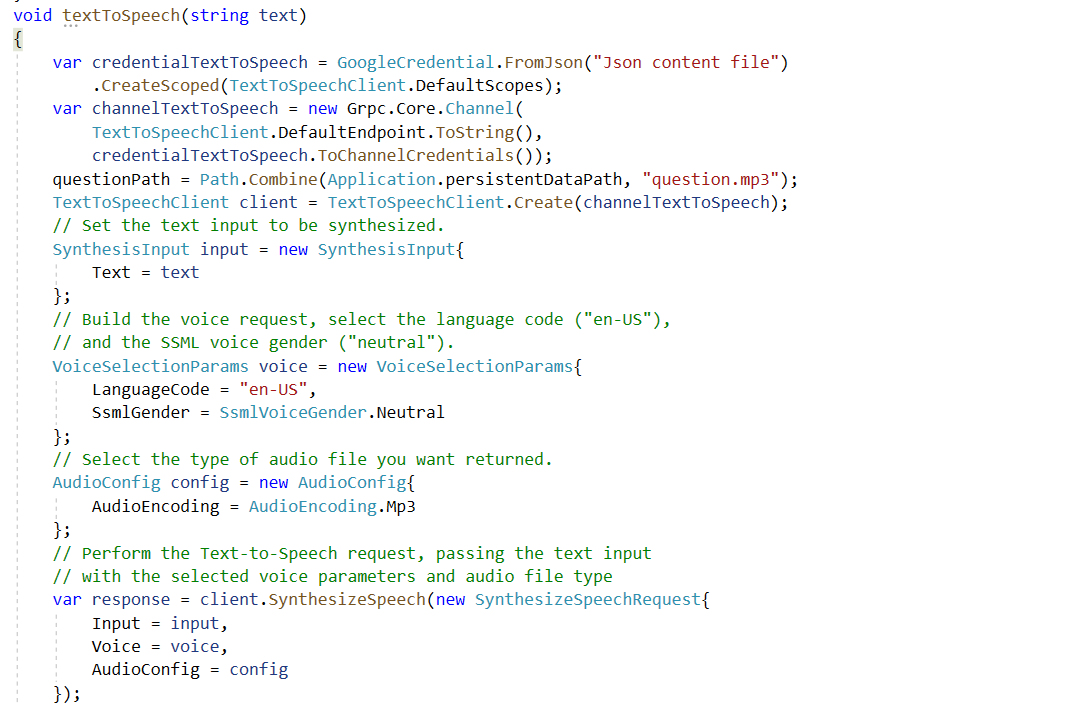 void textToSpeech(string text)
{
    var credentialTextToSpeech = GoogleCredential.FromJson("Json content file")
        .CreateScoped(TextToSpeechClient.DefaultScopes);
    var channelTextToSpeech = new Grpc.Core.Channel(
        TextToSpeechClient.DefaultEndpoint.ToString(),
        credentialTextToSpeech.ToChannelCredentials());
    questionPath = Path.Combine(Application.persistentDataPath, "question.mp3");
    TextToSpeechClient client = TextToSpeechClient.Create(channelTextToSpeech);
    // Set the text input to be synthesized.
    SynthesisInput input = new SynthesisInput{
        Text = text
    };
    // Build the voice request, select the language code ("en-US"),
    // and the SSML voice gender ("neutral").
    VoiceSelectionParams voice = new VoiceSelectionParams{
        LanguageCode = "en-US",
        SsmlGender = SsmlVoiceGender.Neutral
    };
    // Select the type of audio file you want returned.
    AudioConfig config = new AudioConfig{
        AudioEncoding = AudioEncoding.Mp3
    };
    // Perform the Text-to-Speech request, passing the text input
    // with the selected voice parameters and audio file type
    var response = client.SynthesizeSpeech(new SynthesizeSpeechRequest{
        Input = input,
        Voice = voice,
        AudioConfig = config
    });